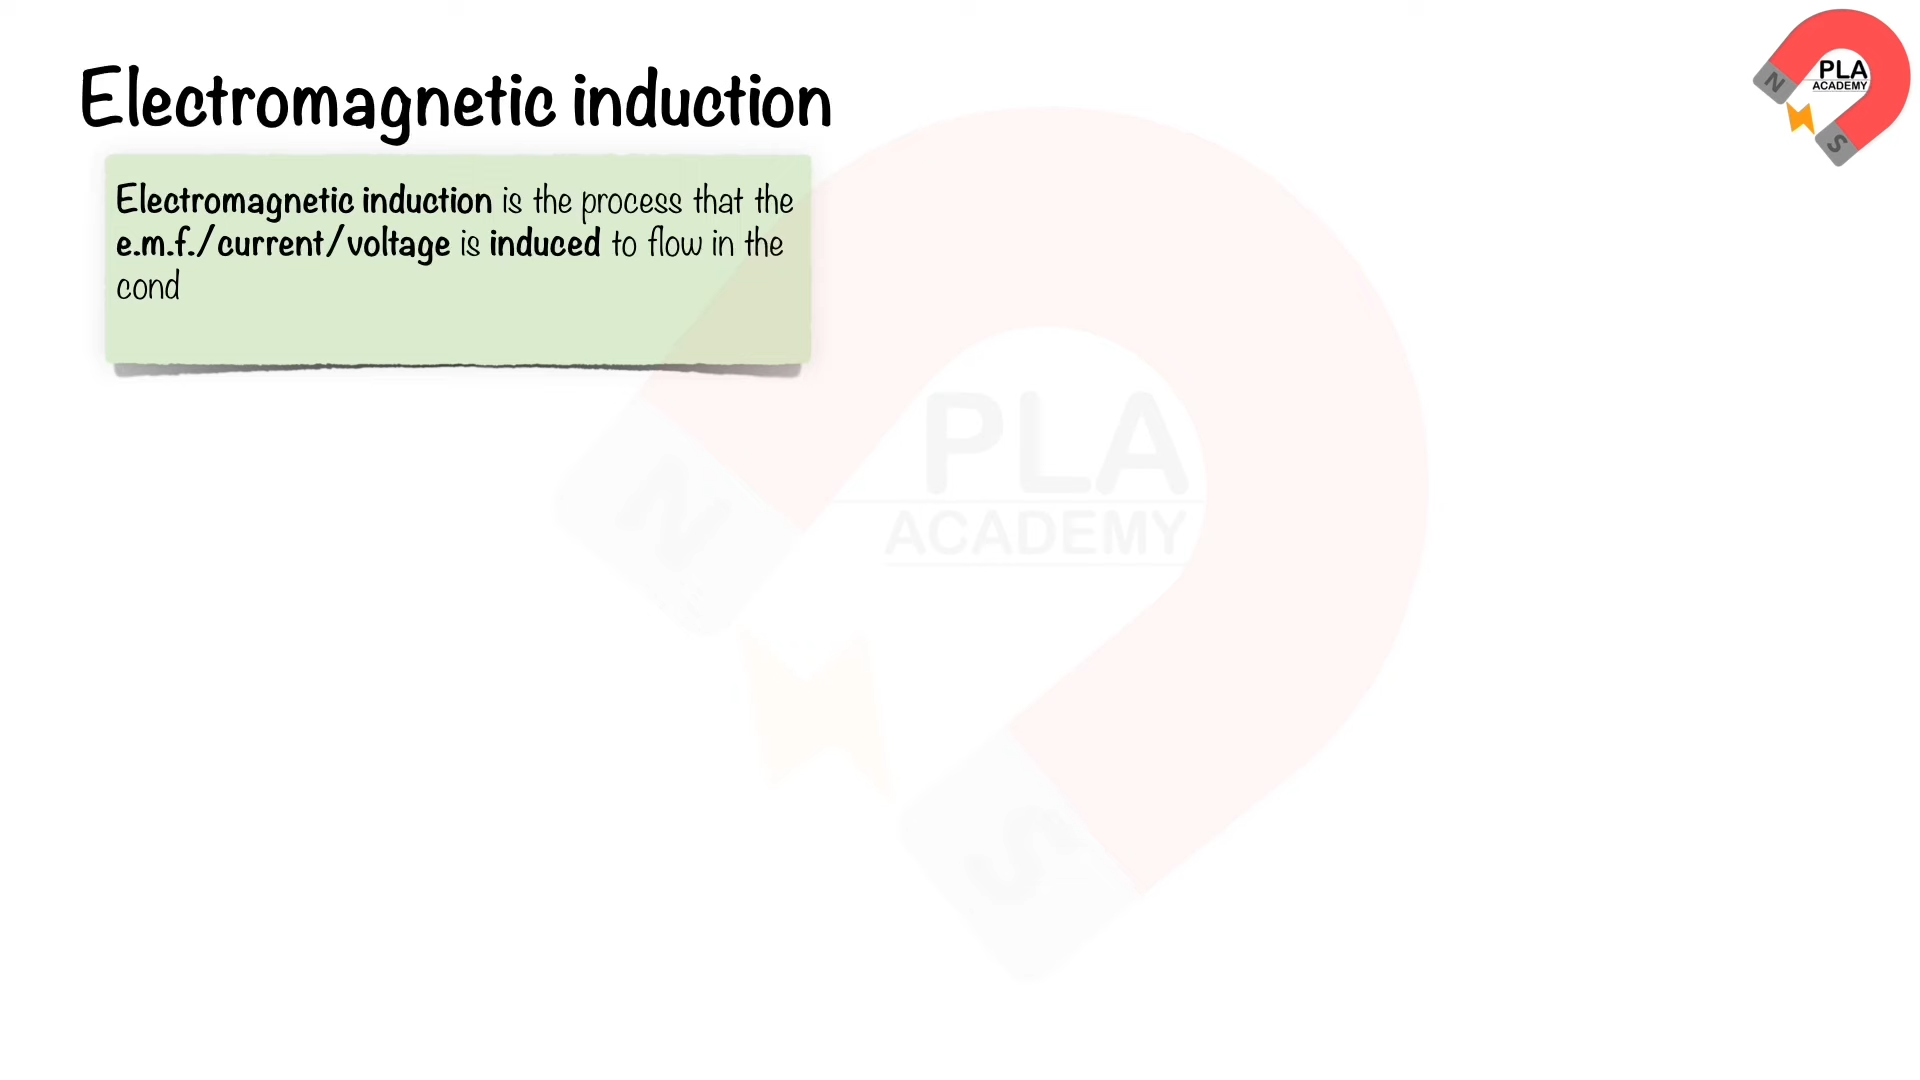 Electromagnetic induction
Electromagnetic induction is the process that the
e.m.f./current/voltage is induced to flow in the
cond
N
PLA
ACADEMY
S
PLA
ACADEMY
N
S